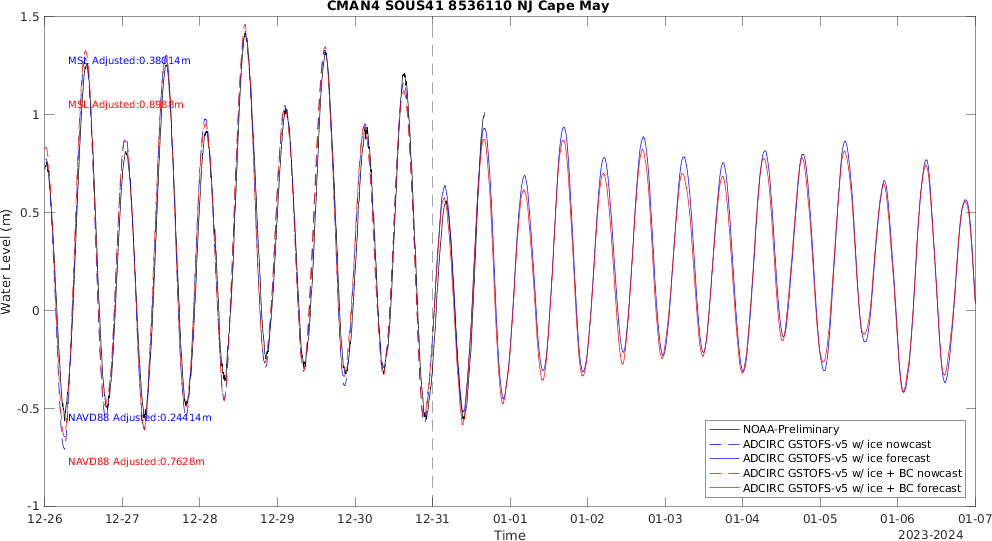 CMAN4 SOUS41 8536110 NJ Cape May
1.5
MSL Adjusted:0.38014m
MSL Adjusted:0.8988m
1
0.5
Water Level (m)
0
-0.5
NAVD88 Adjusted:0.24414m
NAVD88 Adjusted:0.7628m
NOAA-Preliminary
ADCIRC GSTOFS-v5 w/ ice nowcast
ADCIRC GSTOFS-v5 w/ ice forecast
ADCIRC GSTOFS-v5 w/ ice + BC nowcast
ADCIRC GSTOFS-v5 w/ ice + BC forecast
-1
12-26 12-27 12-28 12-29 12-30 12-31 01-01 01-02 01-03 01-04 01-05 01-06 01-07
Time
2023-2024